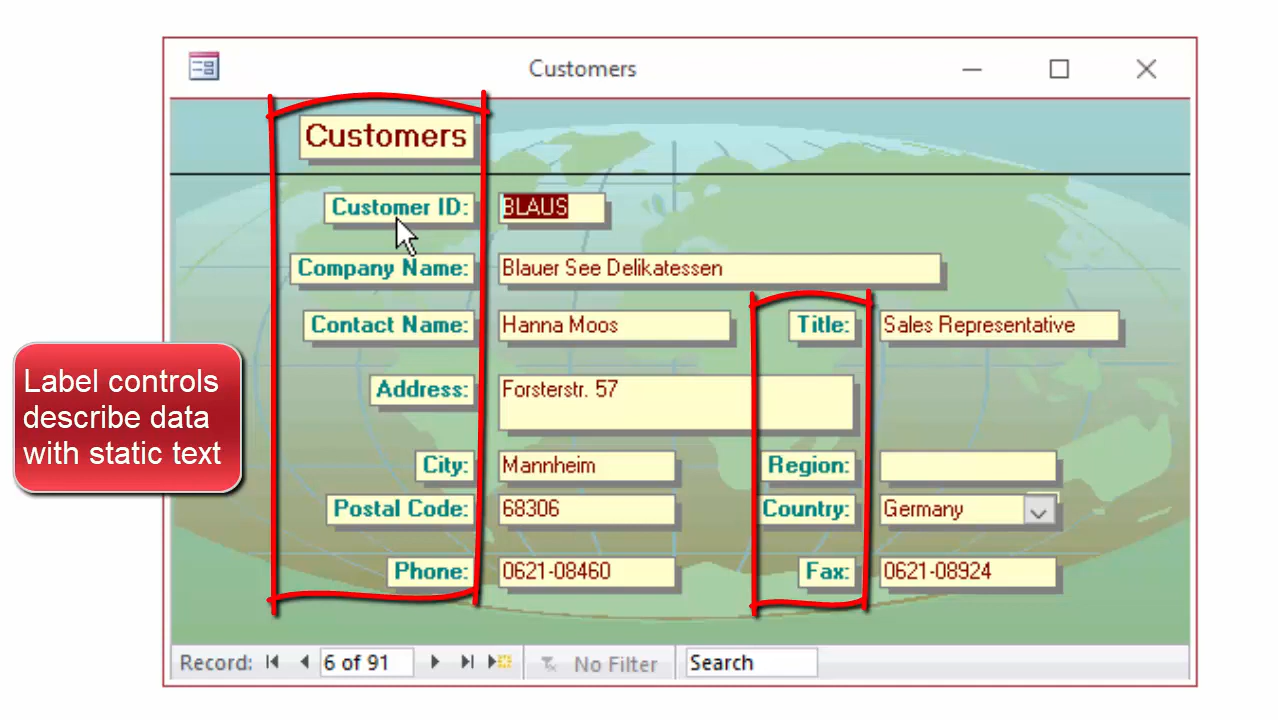 Customers
Customers
Customer ID: BLAUS
Company Name: Blauer See Delikatessen
Contact Name: Hanna Moos Title: Sales Representative
Label controls
describe data
with static text
Address: Forsterstr. 57
City: Mannheim Region:
Postal Code: 68306 Country: Germany
Phone: 0621-08460 Fax: 0621-08924
Record: 6 of 91 No Filter Search